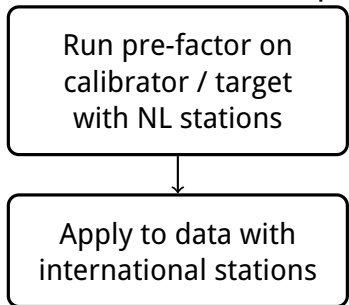 Run pre-factor on
calibrator / target
with NL stations
Apply to data with
international stations